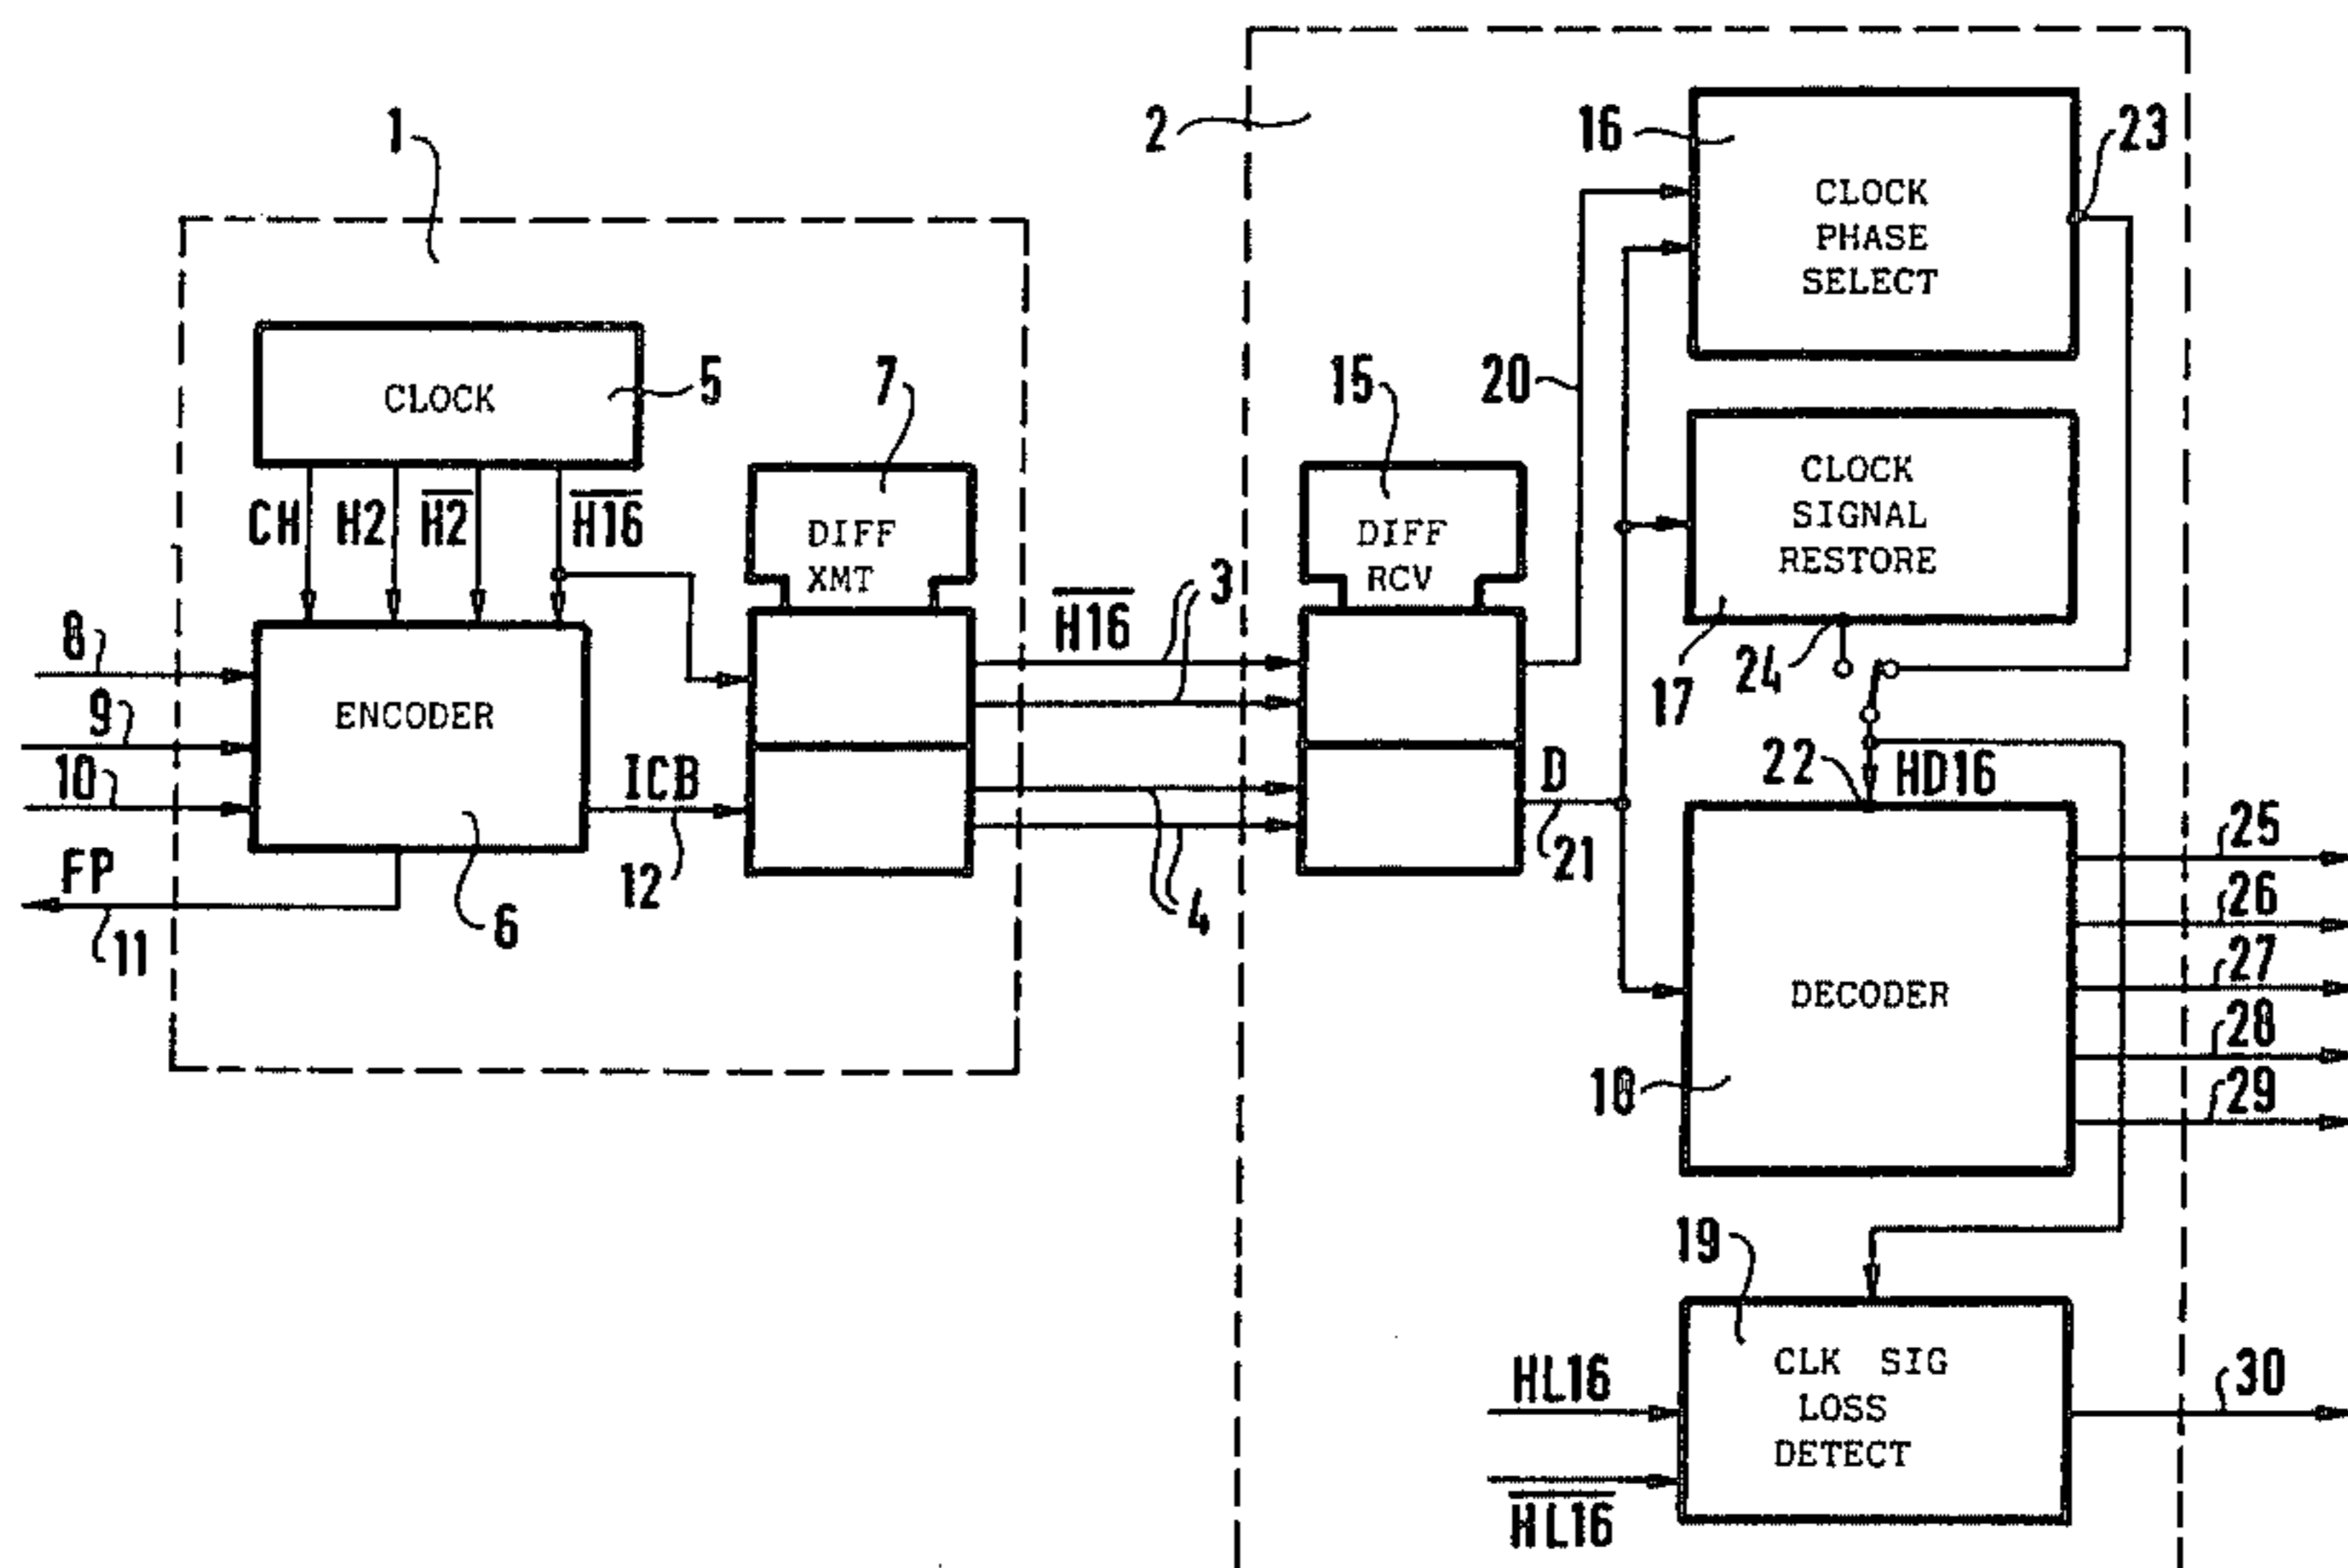 1
2
16
23
CLOCK
PHASE
SELECT
CLOCK
5
7
15
20
CH
H2
H2
H16
DIFF
XMT
DIFF
RCV
CLOCK
SIGNAL
RESTORE
3
H16
8
9
10
ENCODER
24
17
ICB
D
22
HD16
12
21
FP
11
6
4
25
26
27
28
29
DECODER
18
19
CLK SIG
LOSS
DETECT
HL16
HL16
30